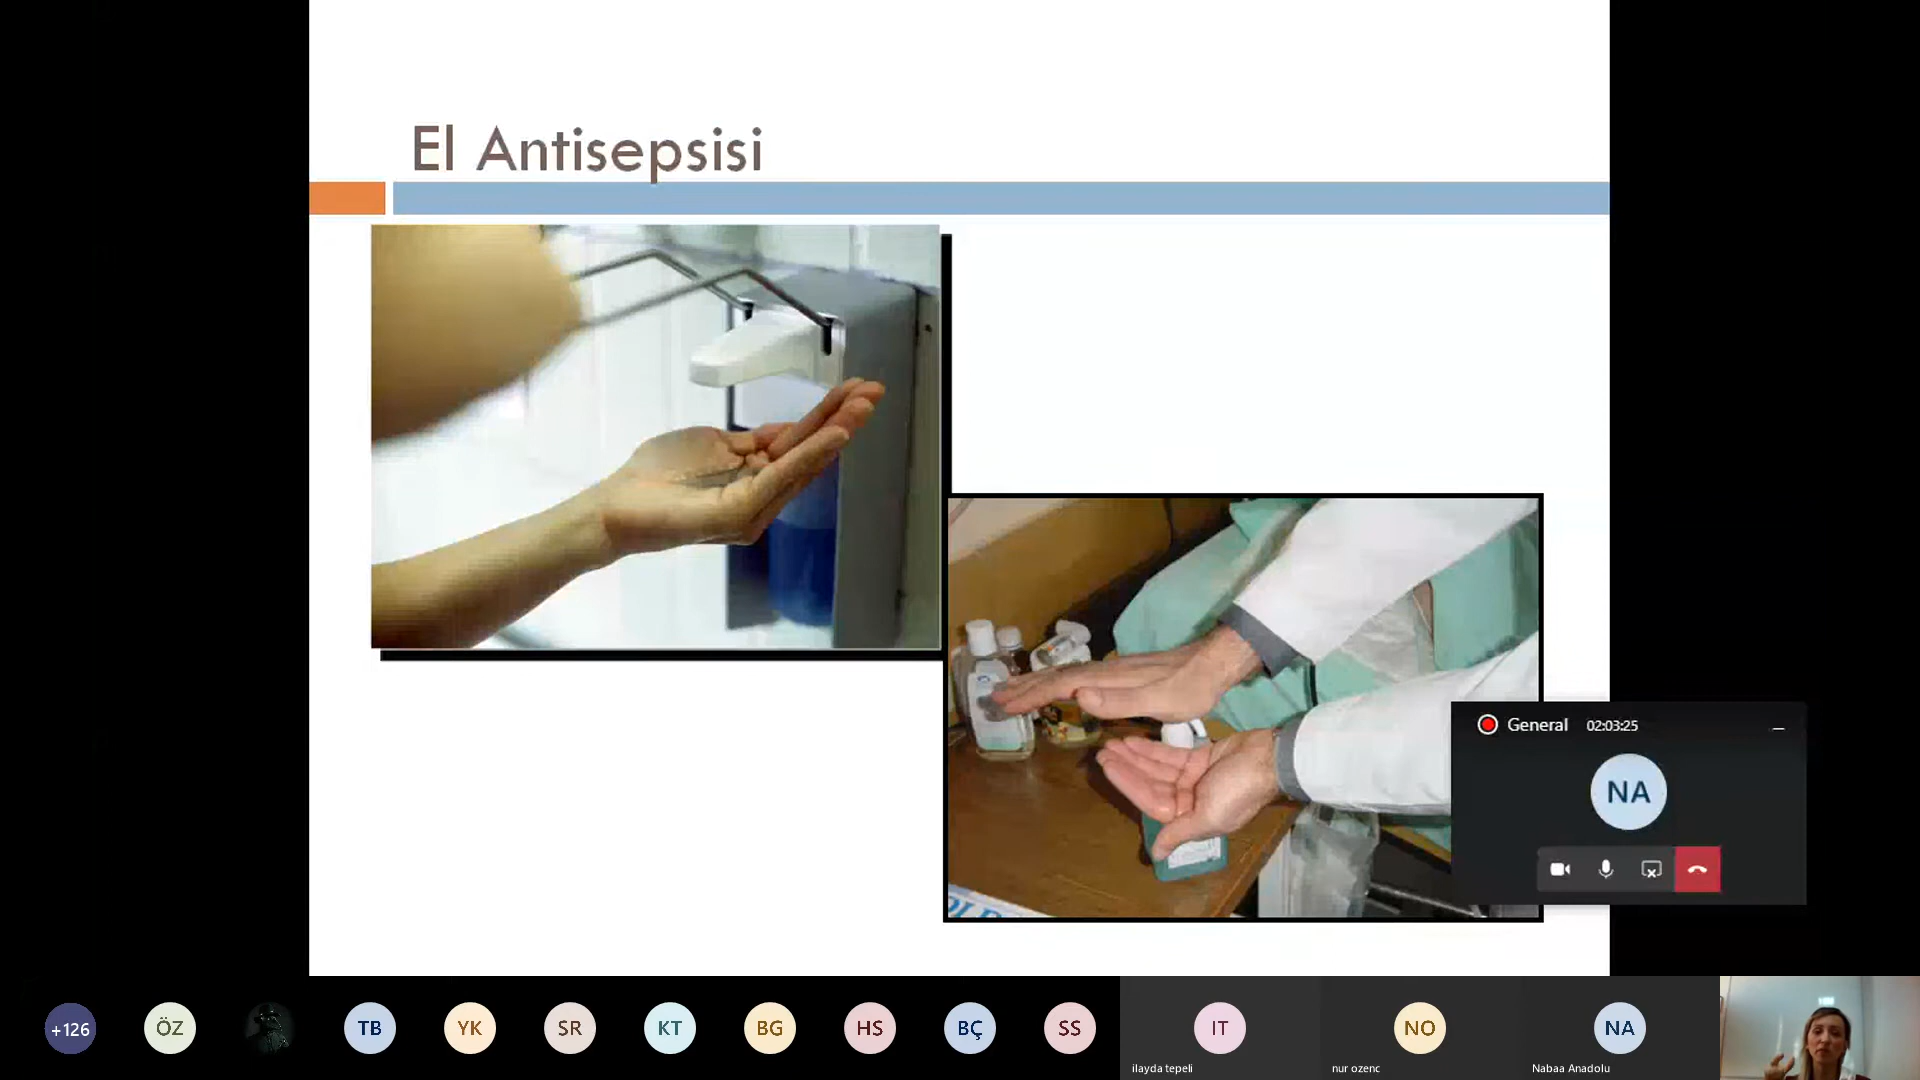 El Antisepsisi
General 02:03:25
NA
+126 ÖZ TB YK SR KT BG HS BÇ SS IT NO NA
ilayda tepeli nur ozenc Nabaa Anadolu